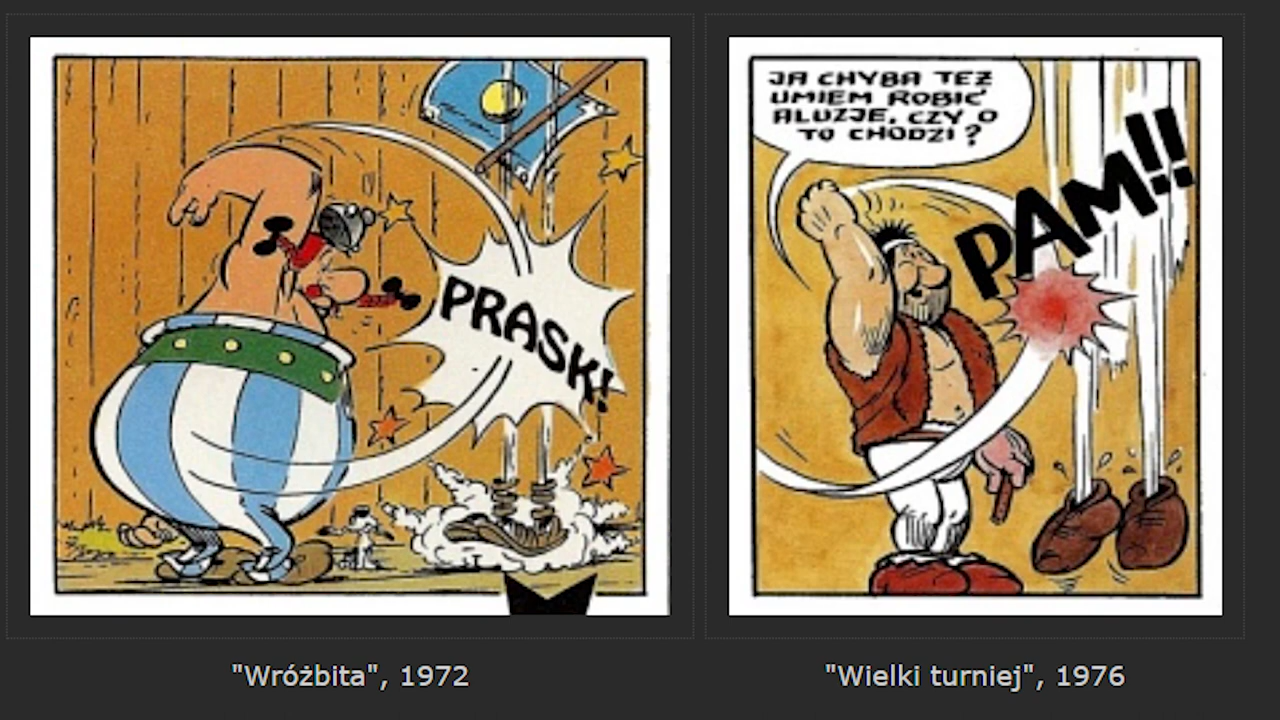 PRASK!
JA CHYBA TEŻ
UMIEM ROBIĆ
ALUZJE, CZY O
TO CHODZI?
PAM!!
"Wróżbita", 1972
"Wielki turniej", 1976